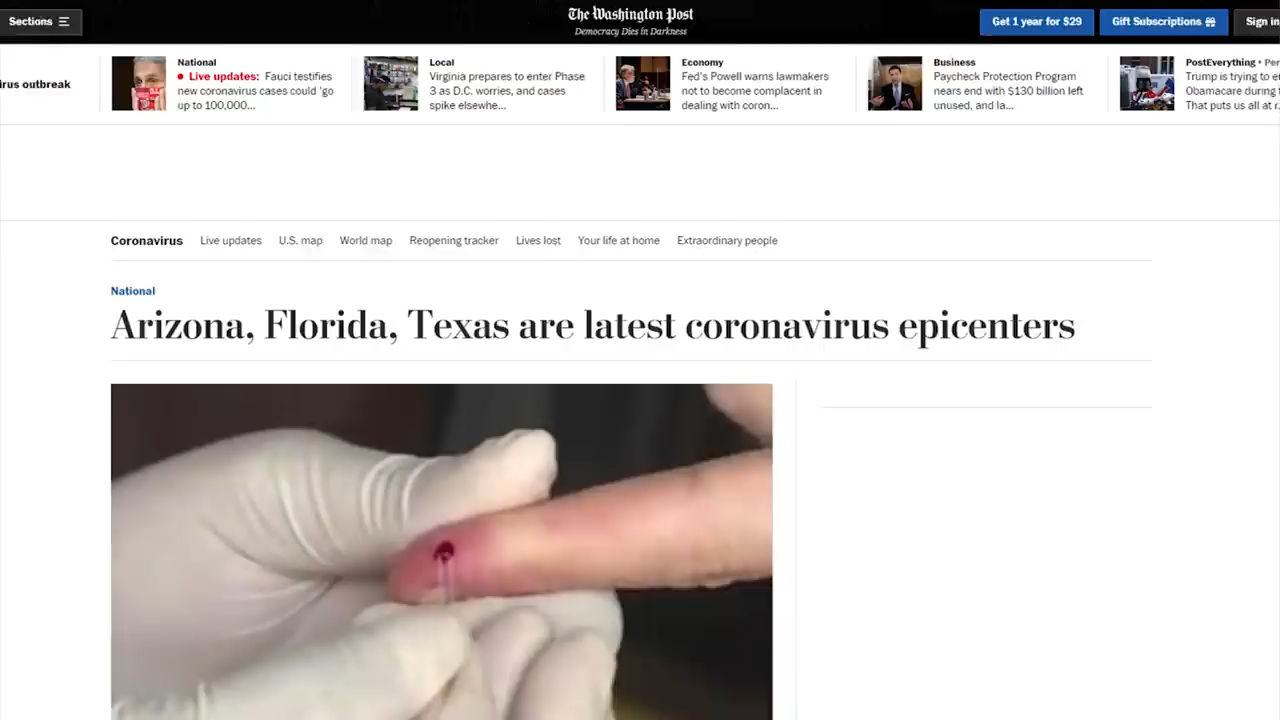 Sections
The Washington Post
Democracy Dies in Darkness
Get 1 year for $29
Gift Subscriptions
Sign in
irus outbreak
National
Live updates: Fauci testifies
new coronavirus cases could 'go
up to 100,000...
Local
Virginia prepares to enter Phase
3 as D.C. worries, and cases
spike elsewhe...
Economy
Fed's Powell warns lawmakers
not to become complacent in
dealing with coron...
Business
Paycheck Protection Program
nears end with $130 billion left
unused, and la...
PostEverything • Per
Trump is trying to e
Obamacare during
That puts us all at r
Coronavirus
Live updates
U.S. map
World map
Reopening tracker
Lives lost
Your life at home
Extraordinary people
National
Arizona, Florida, Texas are latest coronavirus epicenters